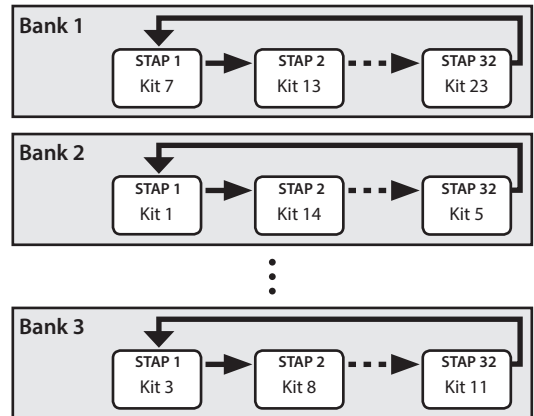 Bank 1
STAP 1 STAP 2 STAP 32
Kit 7 Kit 13 Kit 23
Bank 2
STAP 1 STAP 2 STAP 32
Kit 1 Kit 14 Kit 5
Bank 3
STAP 1 STAP 2 STAP 32
Kit 3 Kit 8 Kit 11